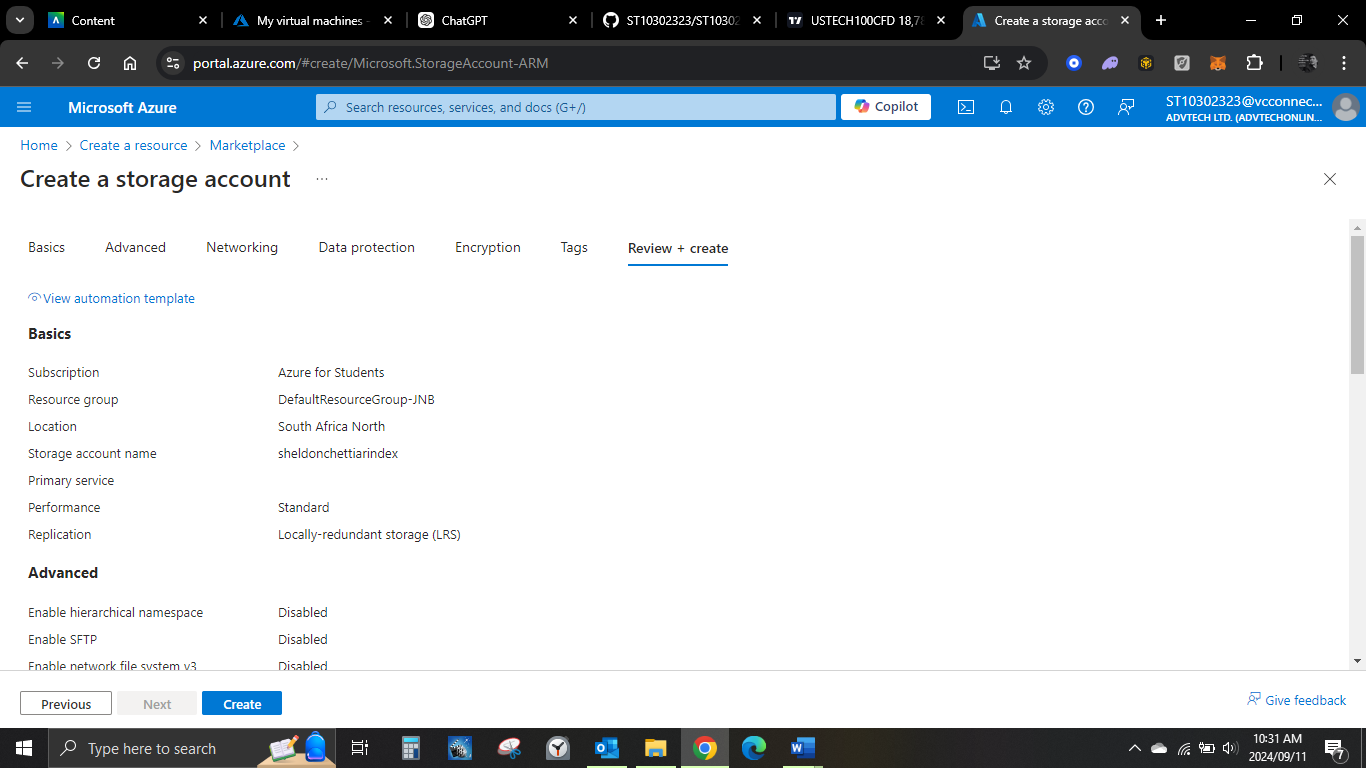 Content
My virtual machines -
ChatGPT
ST10302323/ST10302
USTECH100CFD 18,78
Create a storage acco
portal.azure.com/#create/Microsoft.StorageAccount-ARM
Microsoft Azure
Search resources, services, and docs (G+/)
Copilot
ST10302323@vcconnec...
ADVTECH LTD. (ADVTECHONLIN...
Home > Create a resource > Marketplace >
Create a storage account ...
Basics Advanced Networking Data protection Encryption Tags Review + create
View automation template
Basics
Subscription Azure for Students
Resource group DefaultResourceGroup-JNB
Location South Africa North
Storage account name sheldonchettiarindex
Primary service
Performance Standard
Replication Locally-redundant storage (LRS)
Advanced
Enable hierarchical namespace Disabled
Enable SFTP Disabled
Enable network file system v3 Disabled
Previous Next Create
Give feedback
Type here to search
10:31 AM
2024/09/11
7